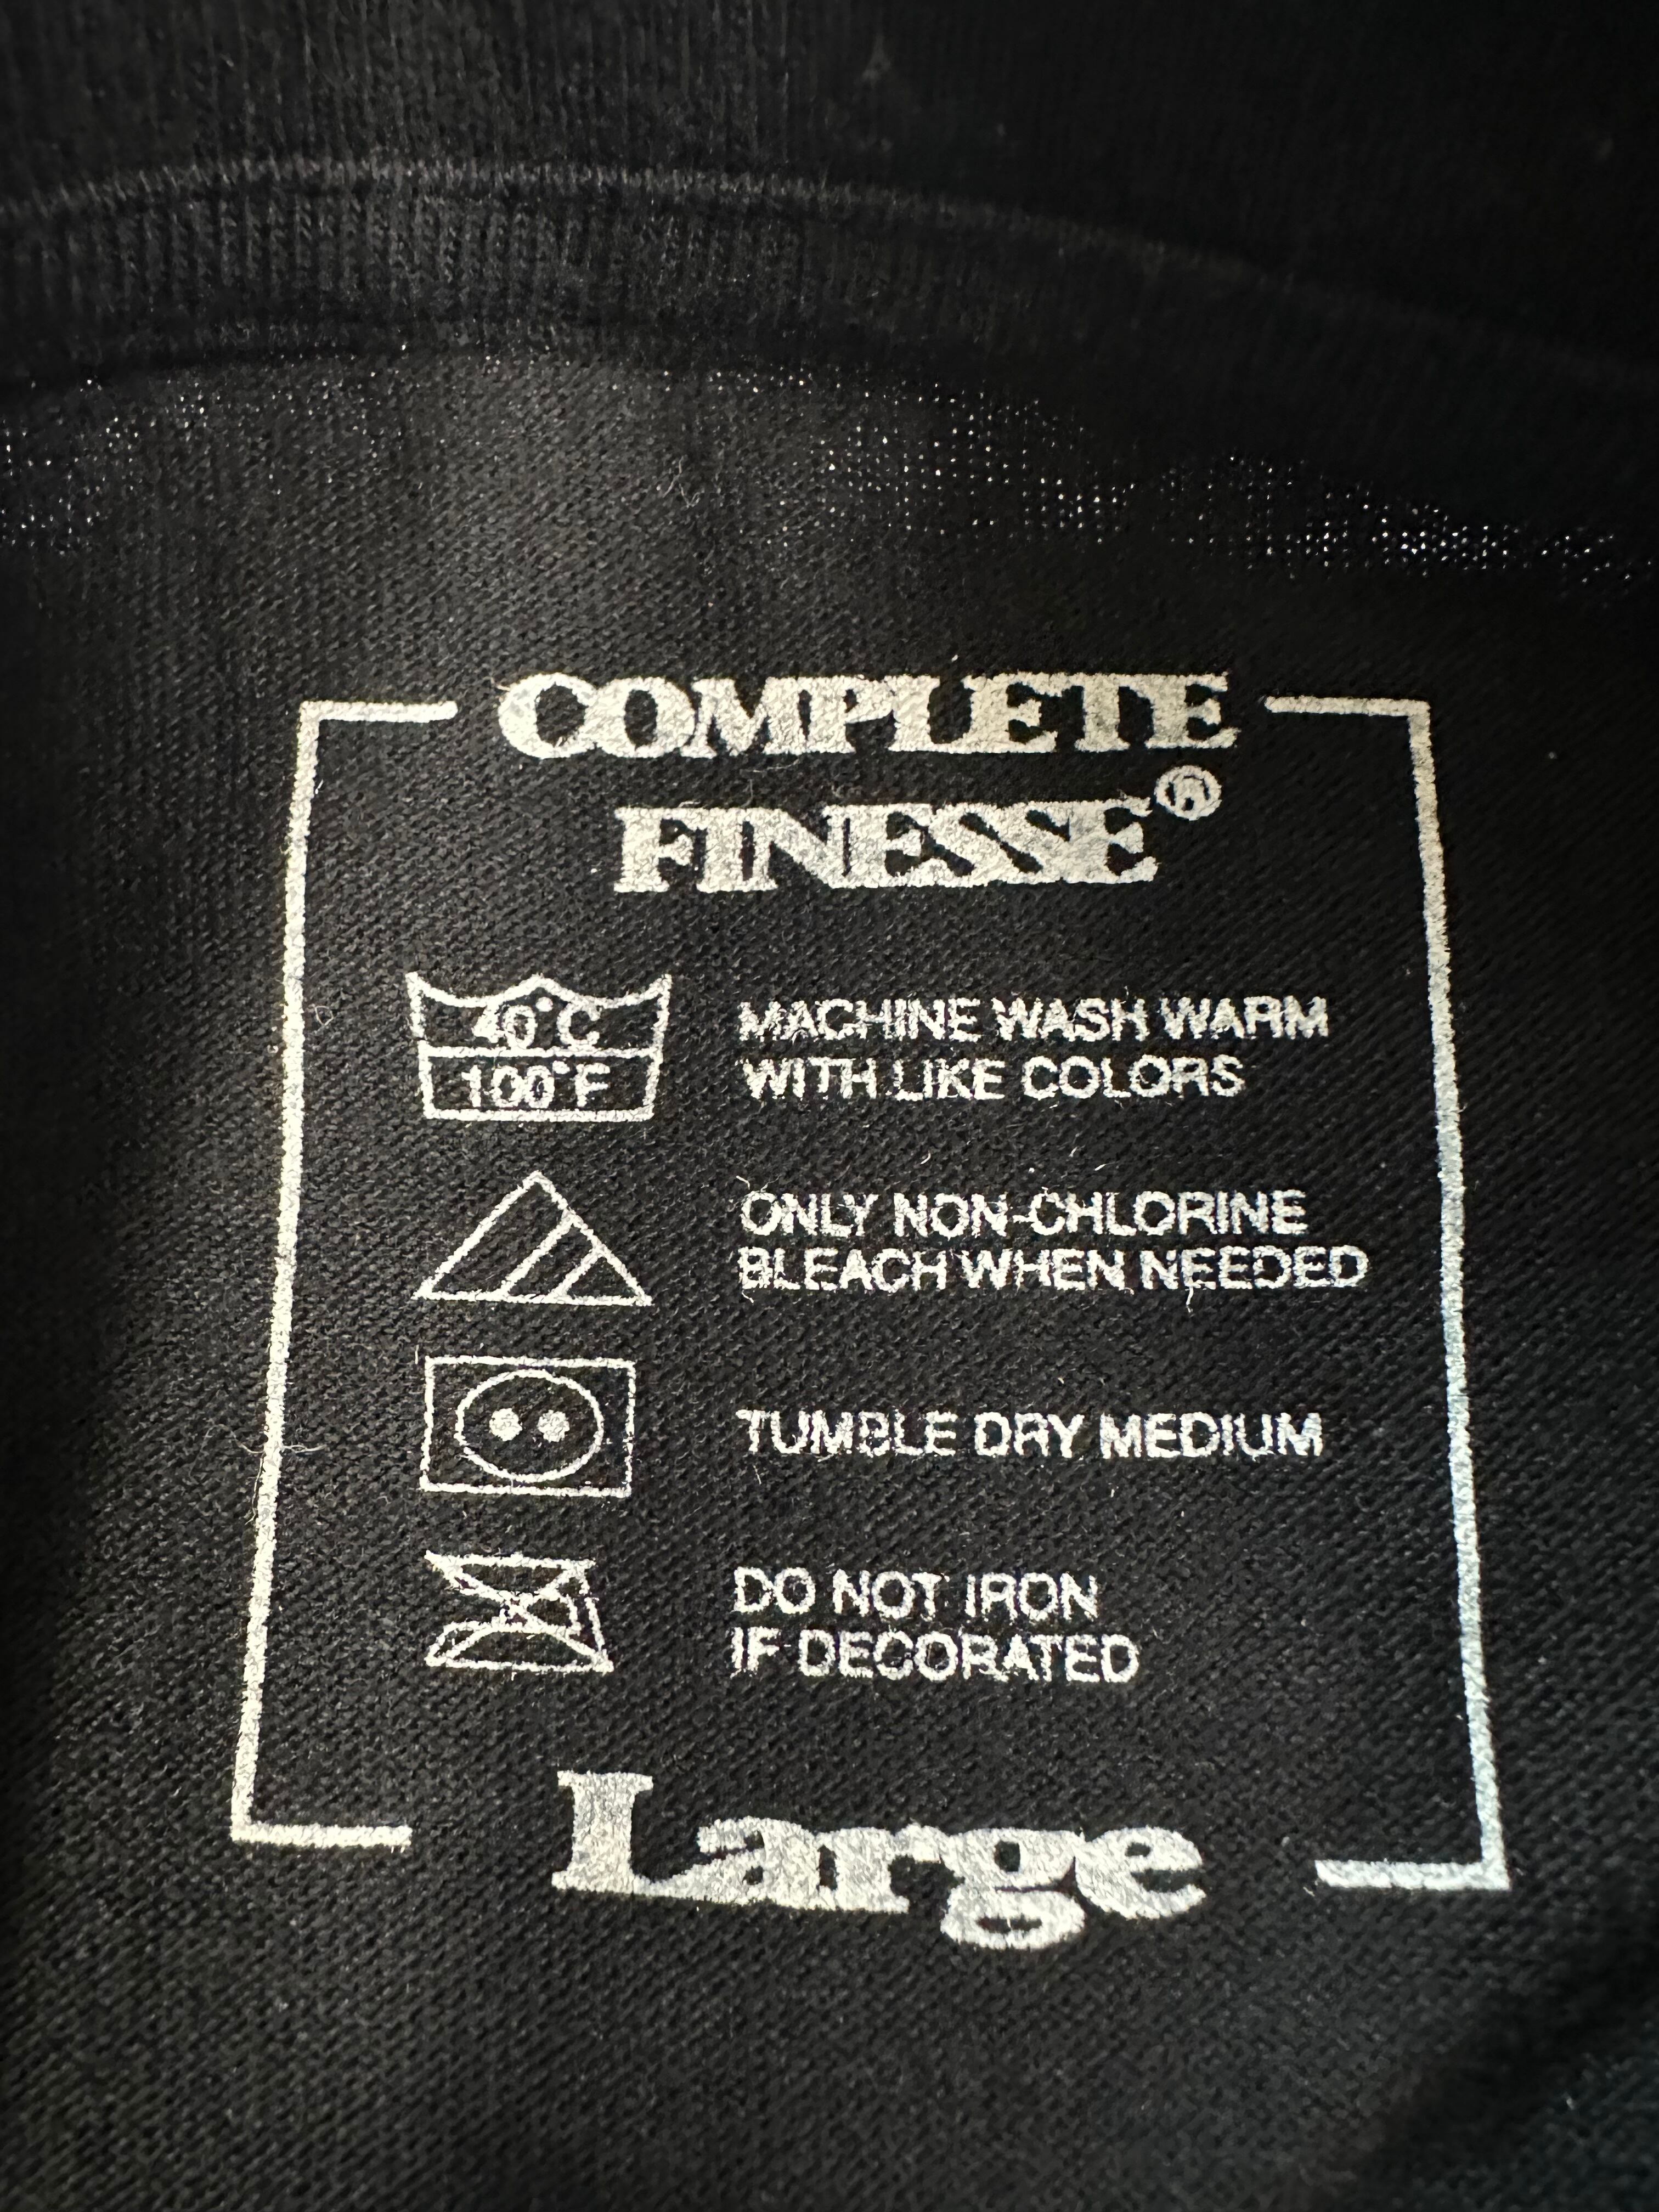 COMPLETE
FINESSE®
40°C
100°F
MACHINE WASH WARM
WITH LIKE COLORS
ONLY NON-CHLORINE
BLEACH WHEN NEEDED
TUMBLE DRY MEDIUM
DO NOT IRON
IF DECORATED
Large